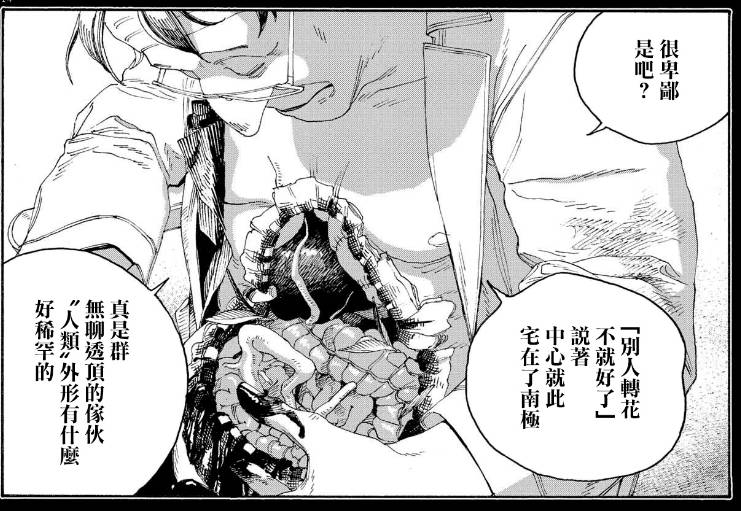 很卑鄙
是吧？
「別人轉花
不就好了」
說著
中心就此
宅在了南極
真是群
無聊透頂的傢伙
〝人類〞外形有什麼
好稀罕的